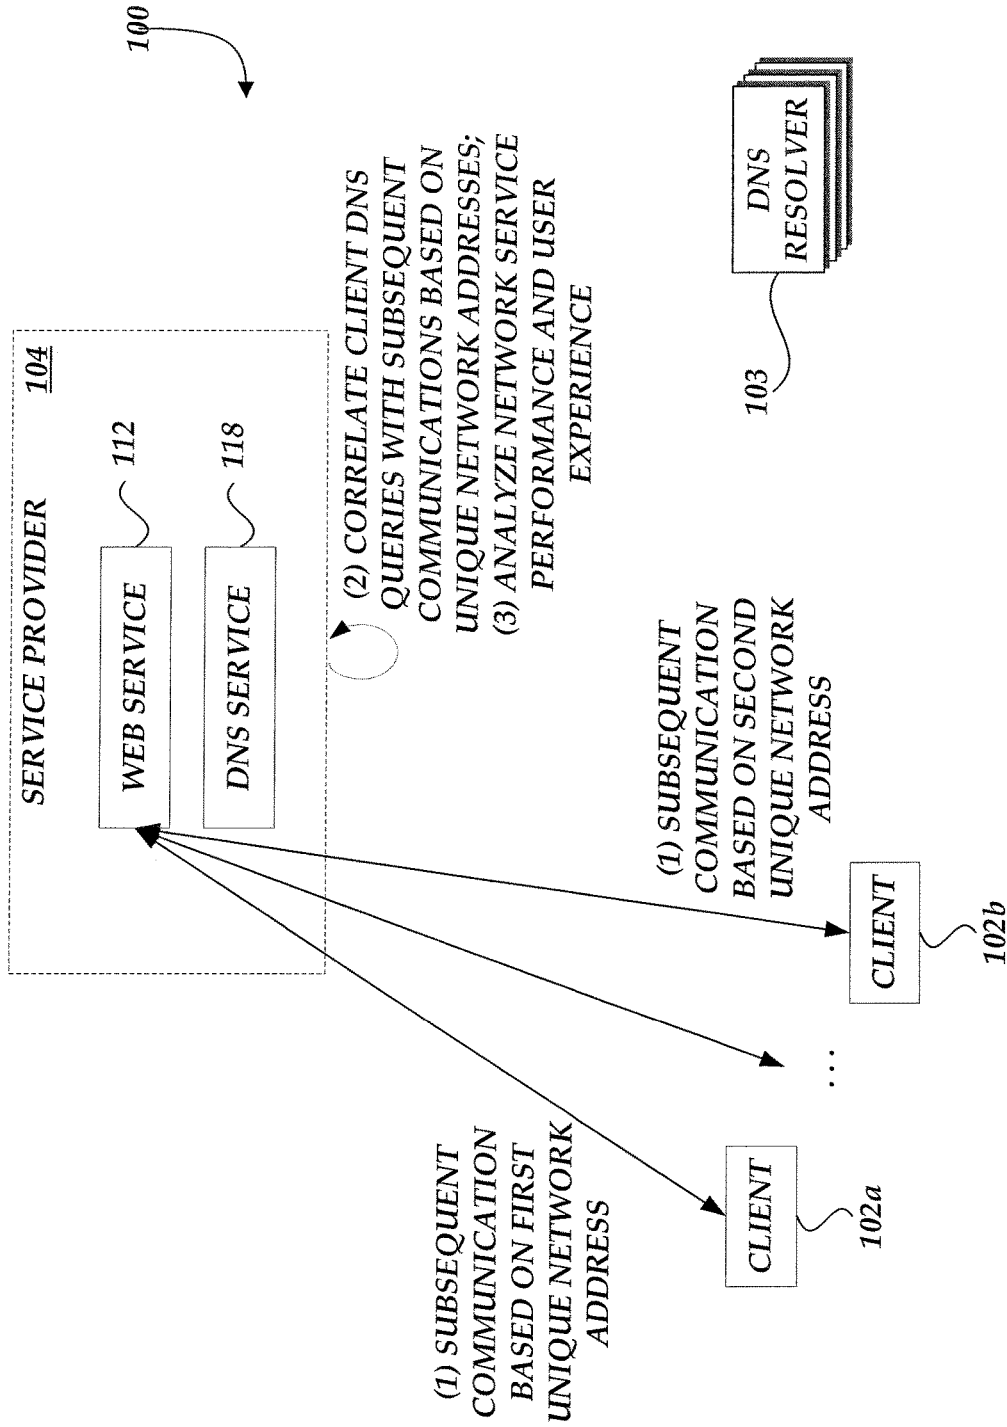 100
SERVICE PROVIDER
104
WEB SERVICE
112
DNS SERVICE
118
(2) CORRELATE CLIENT DNS
QUERIES WITH SUBSEQUENT
COMMUNICATIONS BASED ON
UNIQUE NETWORK ADDRESSES;
(3) ANALYZE NETWORK SERVICE
PERFORMANCE AND USER
EXPERIENCE
(1) SUBSEQUENT
COMMUNICATION
BASED ON FIRST
UNIQUE NETWORK
ADDRESS
(1) SUBSEQUENT
COMMUNICATION
BASED ON SECOND
UNIQUE NETWORK
ADDRESS
CLIENT
102a
...
CLIENT
102b
DNS
RESOLVER
103